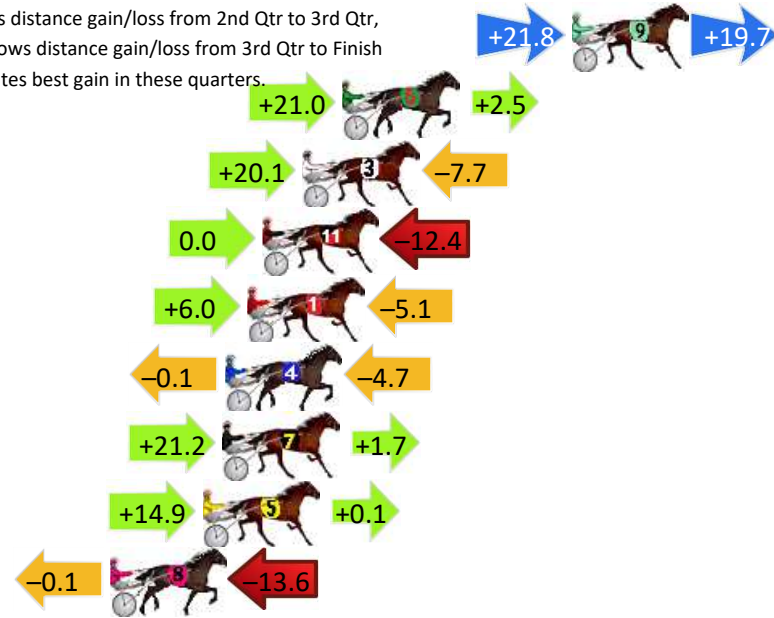 s distance gain/loss from 2nd Qtr to 3rd Qtr,
ows distance gain/loss from 3rd Qtr to Finish
tes best gain in these quarters.
+21.8 9 +19.7
+21.0 6 +2.5
+20.1 3 –7.7
0.0 11 –12.4
+6.0 1 –5.1
–0.1 4 –4.7
+21.2 7 +1.7
+14.9 5 +0.1
–0.1 8 –13.6